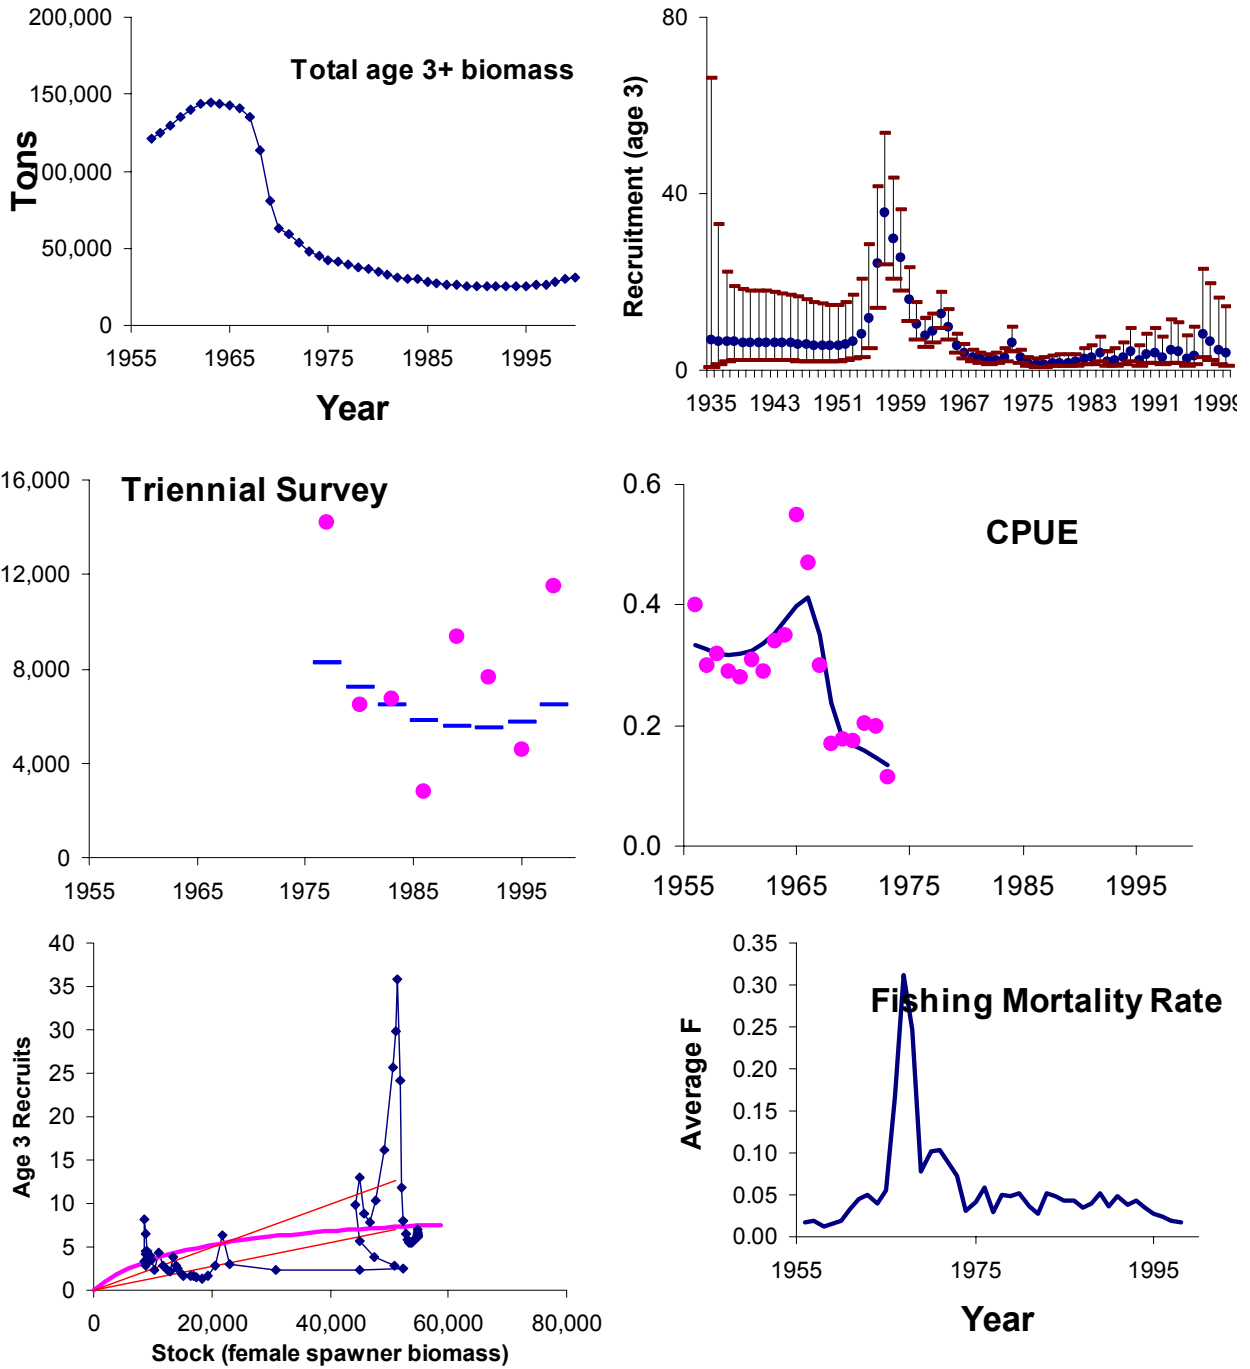 200,000
150,000
100,000
50,000
0
Tons
Total age 3+ biomass
1955 1965 1975 1985 1995
Year
80
40
0
Recruitment (age 3)
1935 1943 1951 1959 1967 1975 1983 1991 1999
16,000
12,000
8,000
4,000
0
Triennial Survey
1955 1965 1975 1985 1995
0.6
0.4
0.2
0.0
CPUE
1955 1965 1975 1985 1995
40
35
30
25
20
15
10
5
0
Age 3 Recruits
0 20,000 40,000 60,000 80,000
Stock (female spawner biomass)
0.35
0.30
0.25
0.20
0.15
0.10
0.05
0.00
Average F
Fishing Mortality Rate
1955 1975 1995
Year